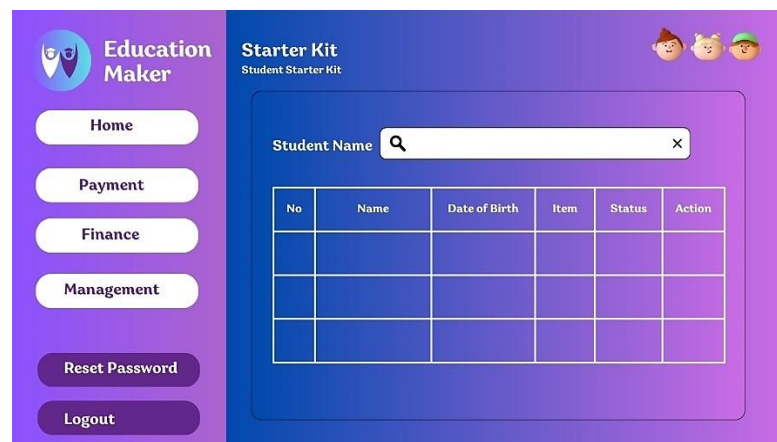 Education
Maker
Home
Payment
Finance
Management
Reset Password
Logout
Starter Kit
Student Starter Kit
Student Name
No Name Date of Birth Item Status Action